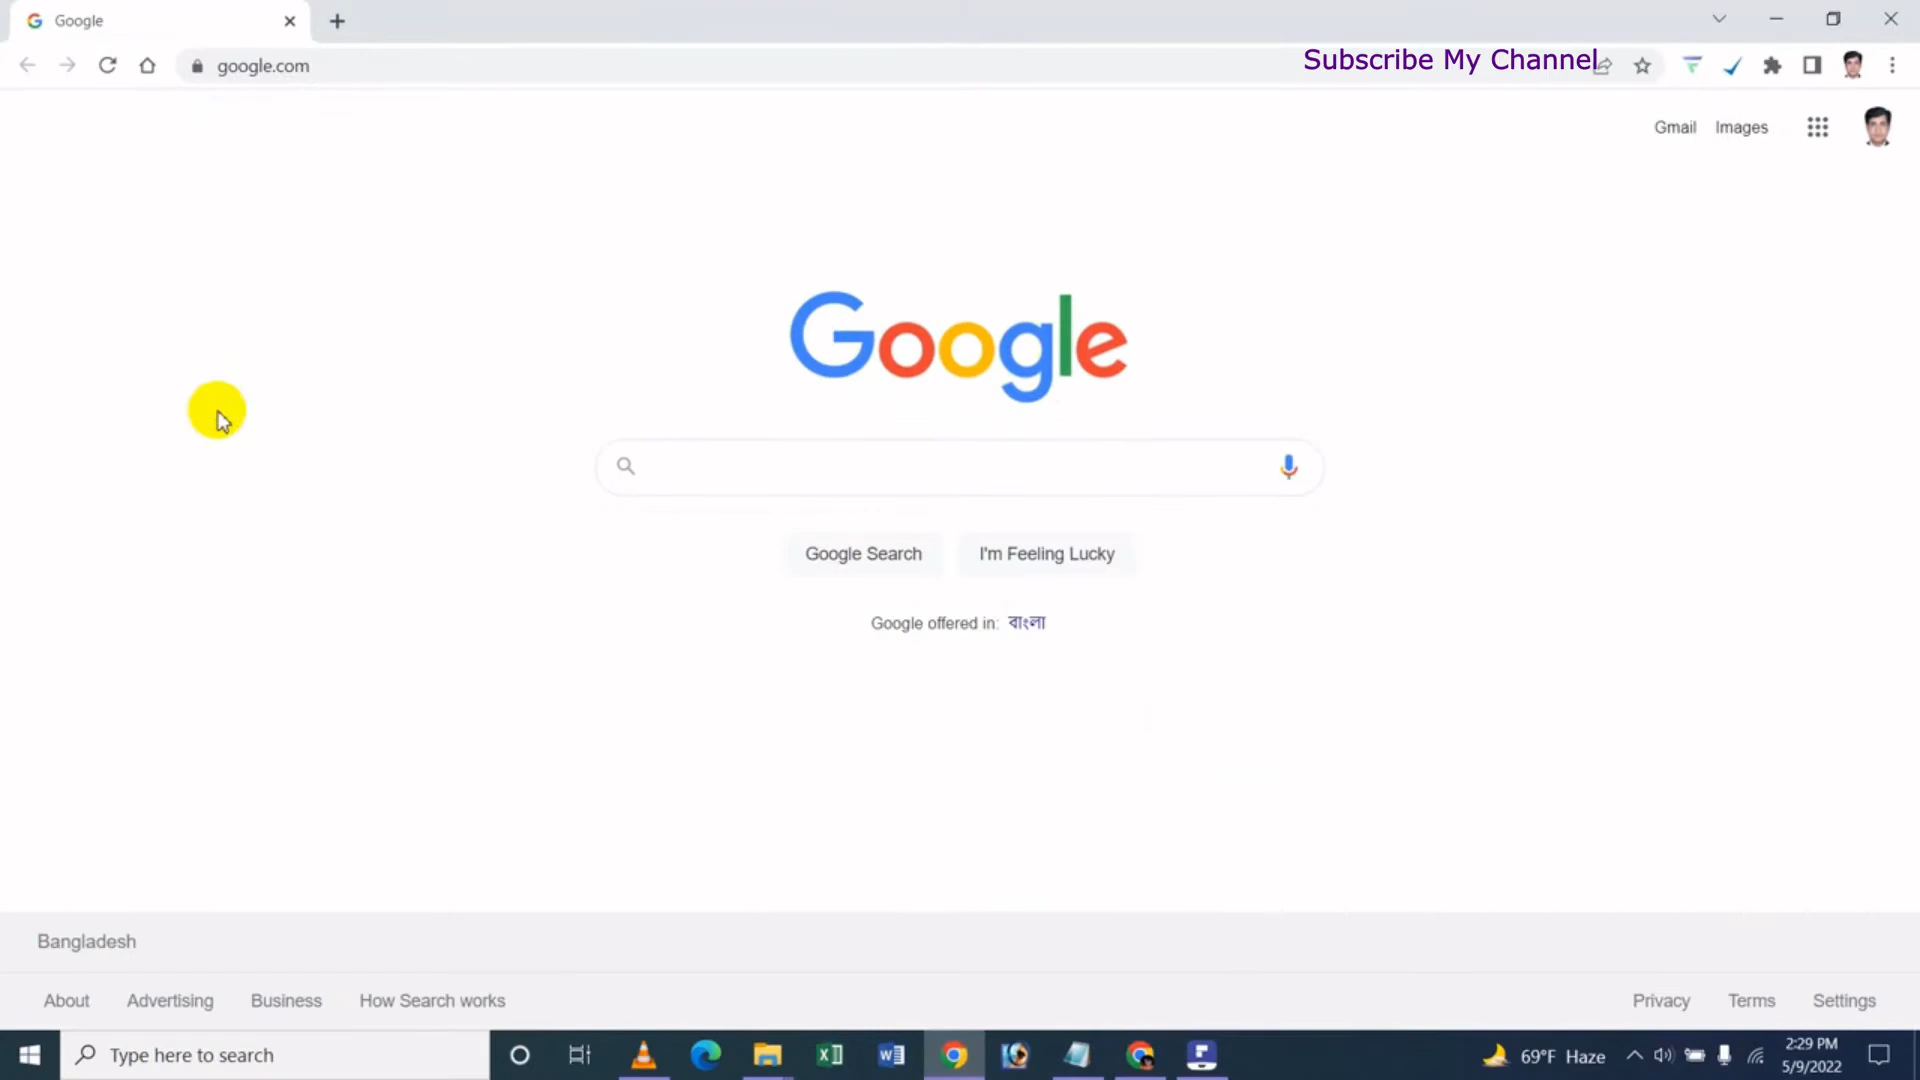 Google
google.com
Subscribe My Channel
Gmail Images
Google
Google Search I'm Feeling Lucky
Google offered in: বাংলা
Bangladesh
About Advertising Business How Search works Privacy Terms Settings
Type here to search
69°F Haze
2:29 PM
5/9/2022